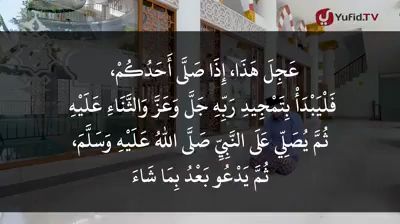 YUFID.TV
عَجِلَ هَذَا، إِذَا صَلَّى أَحَدُكُمْ،
فَلْيَبْدَأْ بِتَمْجِيدِ رَبِّهِ جَلَّ وَعَزَّ وَالثَّنَاءِ عَلَيْهِ
ثُمَّ يُصَلِّي عَلَى النَّبِيِّ صَلَّى اللهُ عَلَيْهِ وَسَلَّمَ،
ثُمَّ يَدْعُو بَعْدُ بِمَا شَاءَ